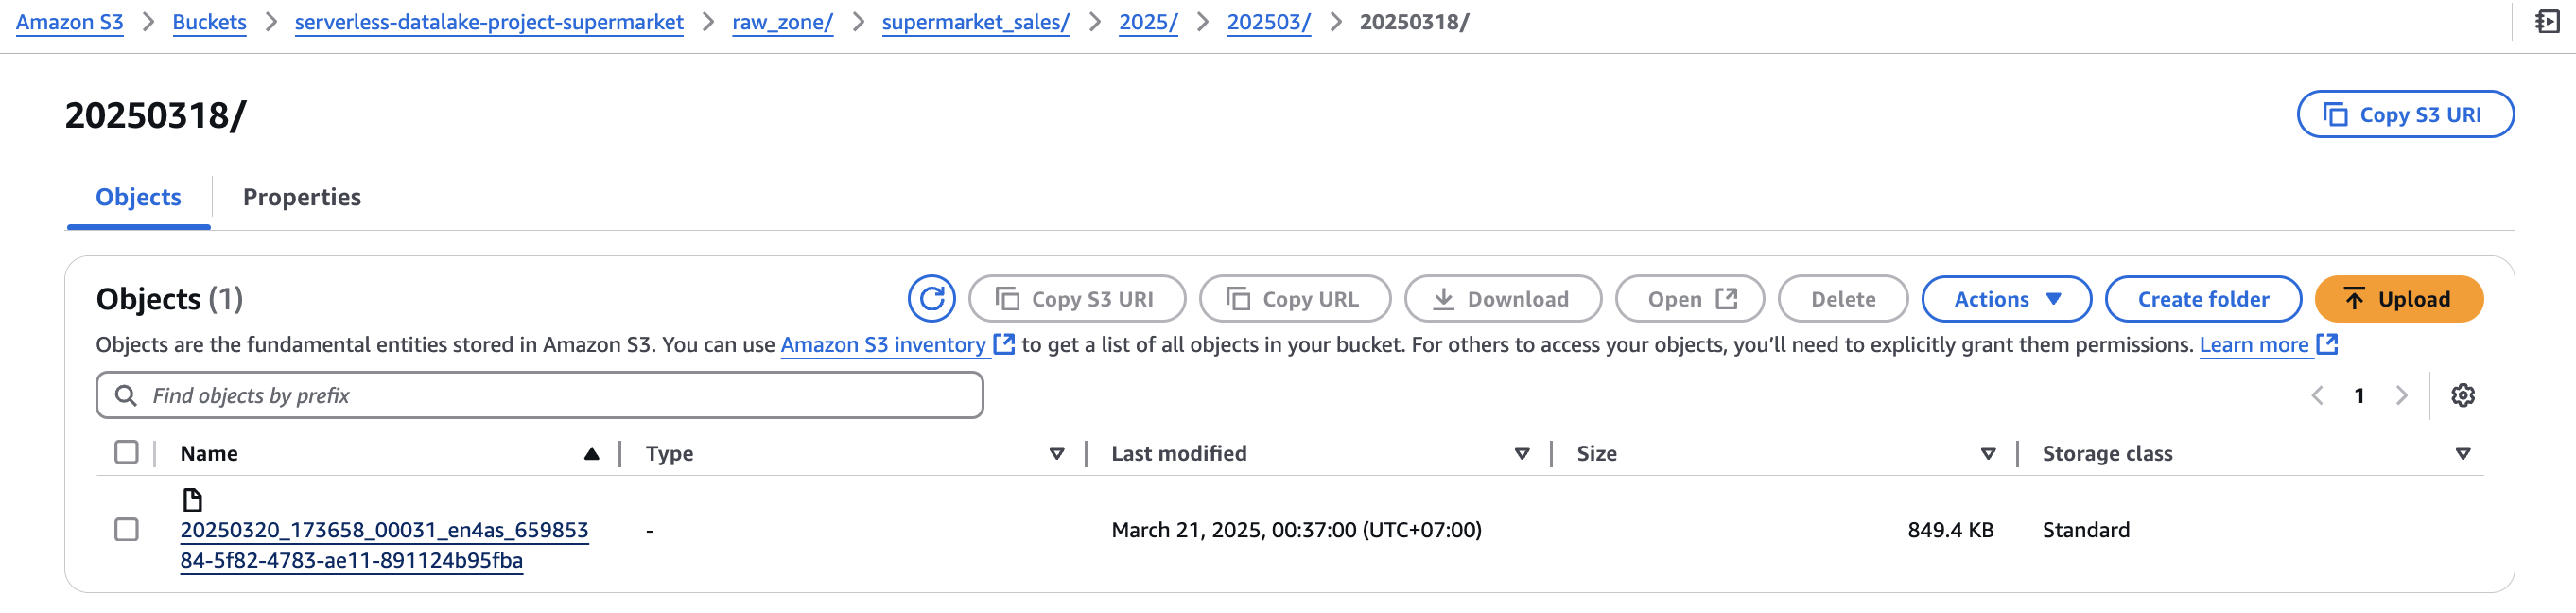 Amazon S3 > Buckets > serverless-datalake-project-supermarket > raw_zone/ > supermarket_sales/ > 2025/ > 202503/ > 20250318/
20250318/
Copy S3 URI
Objects
Properties
Objects (1)
Copy S3 URI
Copy URL
Download
Open
Delete
Actions
Create folder
Upload
Objects are the fundamental entities stored in Amazon S3. You can use Amazon S3 inventory to get a list of all objects in your bucket. For others to access your objects, you’ll need to explicitly grant them permissions. Learn more
Find objects by prefix
1
Name
Type
Last modified
Size
Storage class
20250320_173658_00031_en4as_659853
84-5f82-4783-ae11-891124b95fba
-
March 21, 2025, 00:37:00 (UTC+07:00)
849.4 KB
Standard